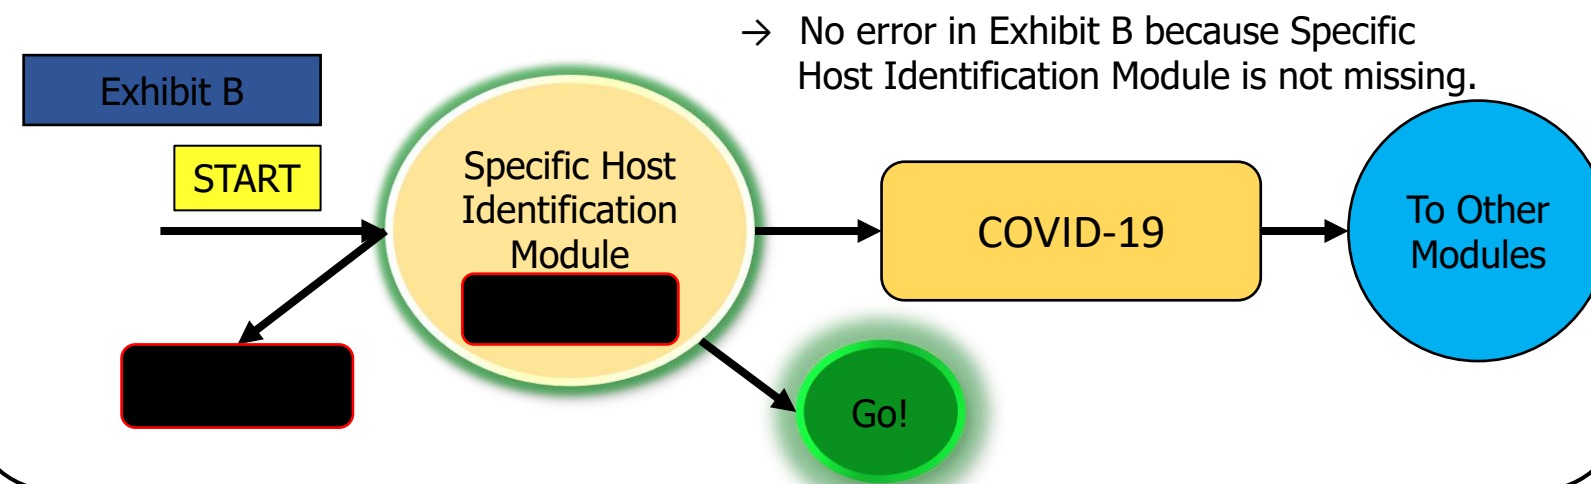 → No error in Exhibit B because Specific
Host Identification Module is not missing.
Exhibit B
START
Specific Host
Identification
Module
COVID-19
To Other
Modules
Go!